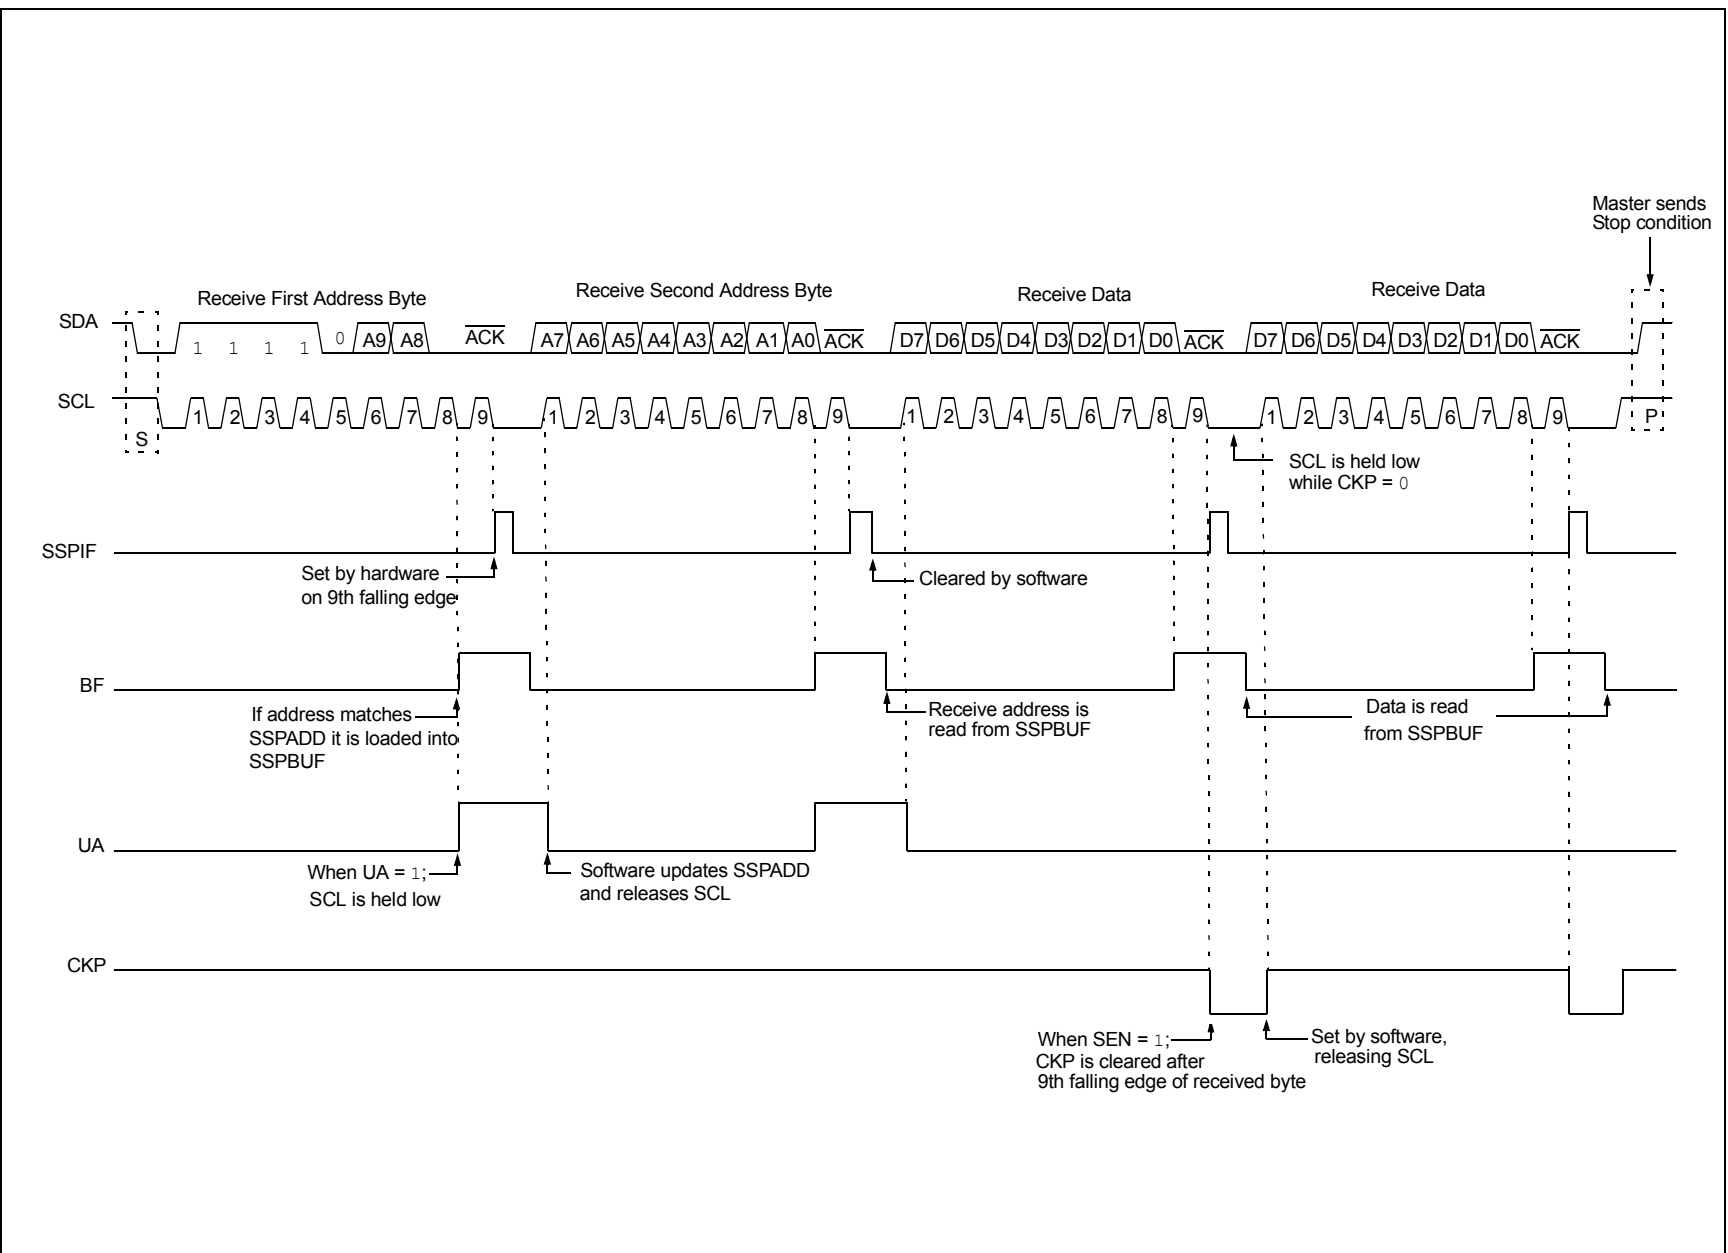 Master sends
Stop condition
Receive First Address Byte
Receive Second Address Byte
Receive Data
Receive Data
SDA
1 1 1 1 0 A9 A8 ACK A7 A6 A5 A4 A3 A2 A1 A0 ACK D7 D6 D5 D4 D3 D2 D1 D0 ACK D7 D6 D5 D4 D3 D2 D1 D0 ACK
SCL
S 1 2 3 4 5 6 7 8 9 1 2 3 4 5 6 7 8 9 1 2 3 4 5 6 7 8 9 1 2 3 4 5 6 7 8 9 P
SCL is held low
while CKP = 0
SSPIF
Set by hardware
on 9th falling edge
Cleared by software
BF
If address matches
SSPADD it is loaded into
SSPBUF
Receive address is
read from SSPBUF
Data is read
from SSPBUF
UA
When UA = 1;
SCL is held low
Software updates SSPADD
and releases SCL
CKP
When SEN = 1;
CKP is cleared after
9th falling edge of received byte
Set by software,
releasing SCL